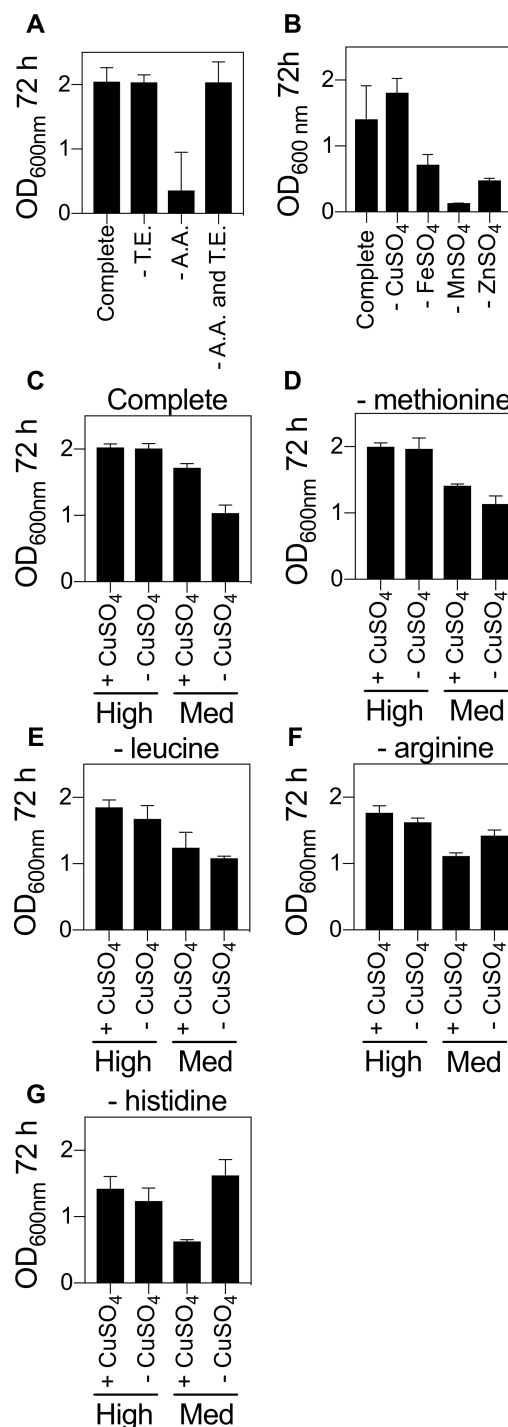 A
OD600nm 72h
2
1
0
Complete
- T.E.
- A.A.
- A.A. and T.E.
B
OD600 nm 72h
2
1
0
Complete
- CuSO4
- FeSO4
- MnSO4
- ZnSO4
C
Complete
OD600nm 72 h
2
1
0
+ CuSO4
- CuSO4
+ CuSO4
- CuSO4
High
Med
D
- methionine
OD600nm 72 h
2
1
0
+ CuSO4
- CuSO4
+ CuSO4
- CuSO4
High
Med
E
- leucine
OD600nm 72 h
2
1
0
+ CuSO4
- CuSO4
+ CuSO4
- CuSO4
High
Med
F
- arginine
OD600nm 72 h
2
1
0
+ CuSO4
- CuSO4
+ CuSO4
- CuSO4
High
Med
G
- histidine
OD600nm 72 h
2
1
0
+ CuSO4
- CuSO4
+ CuSO4
- CuSO4
High
Med